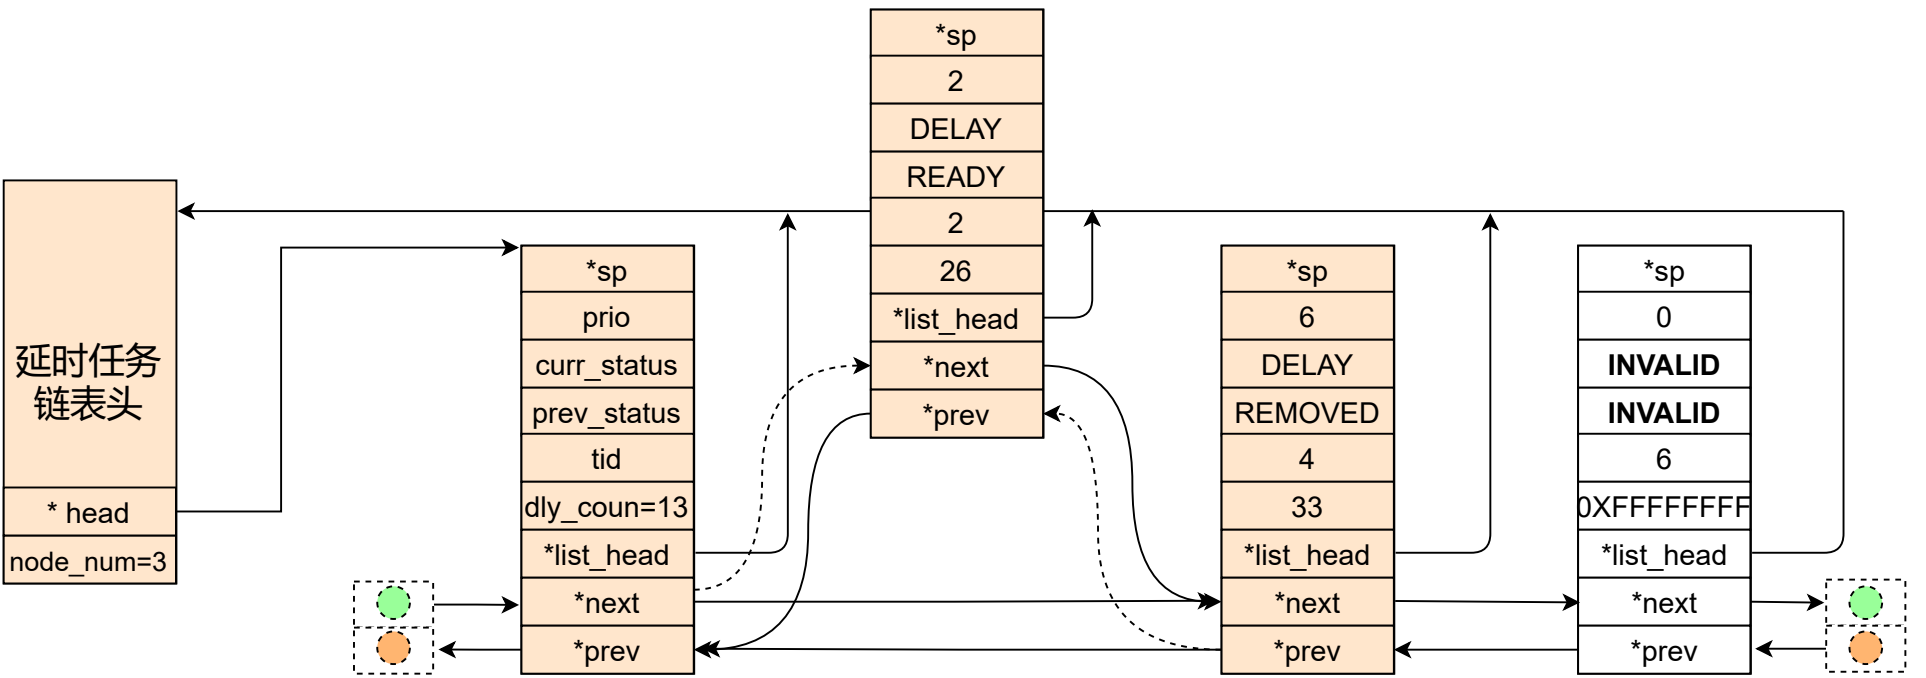 延时任务
链表头
* head
node_num=3
*sp
prio
curr_status
prev_status
tid
dly_coun=13
*list_head
*next
*prev
*sp
2
DELAY
READY
2
26
*list_head
*next
*prev
*sp
6
DELAY
REMOVED
4
33
*list_head
*next
*prev
*sp
0
INVALID
INVALID
6
0XFFFFFFFF
*list_head
*next
*prev